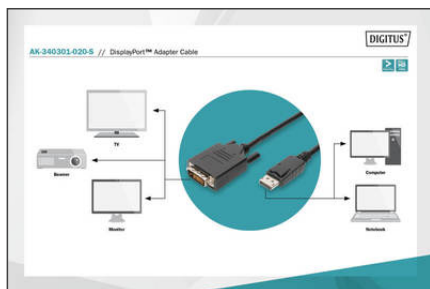 DIGITUS®
AK-340301-020-S // DisplayPort™ Adapter Cable
TV
Beamer
Monitor
Computer
Notebook